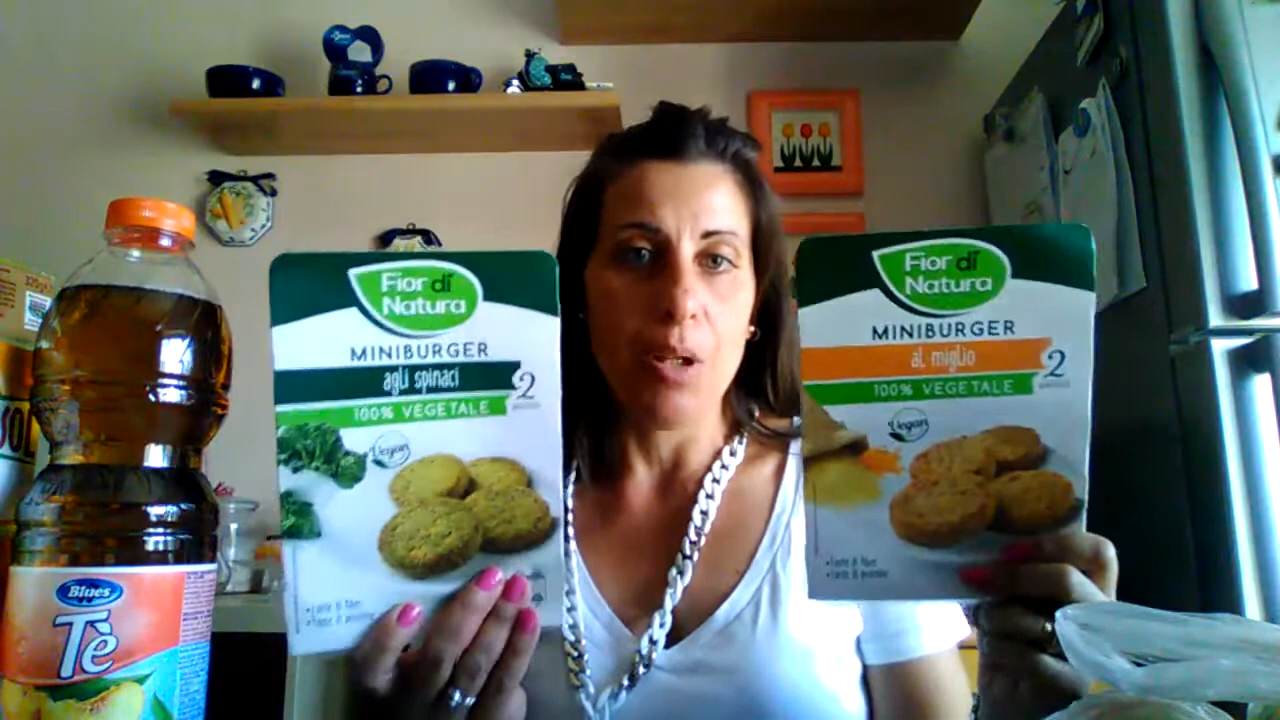 Fior di
Natura
MINIBURGER
agli spinaci
2
100% VEGETALE
Vegan
Fior di
Natura
MINIBURGER
al miglio
2
100% VEGETALE
Vegan
Blues
Tè